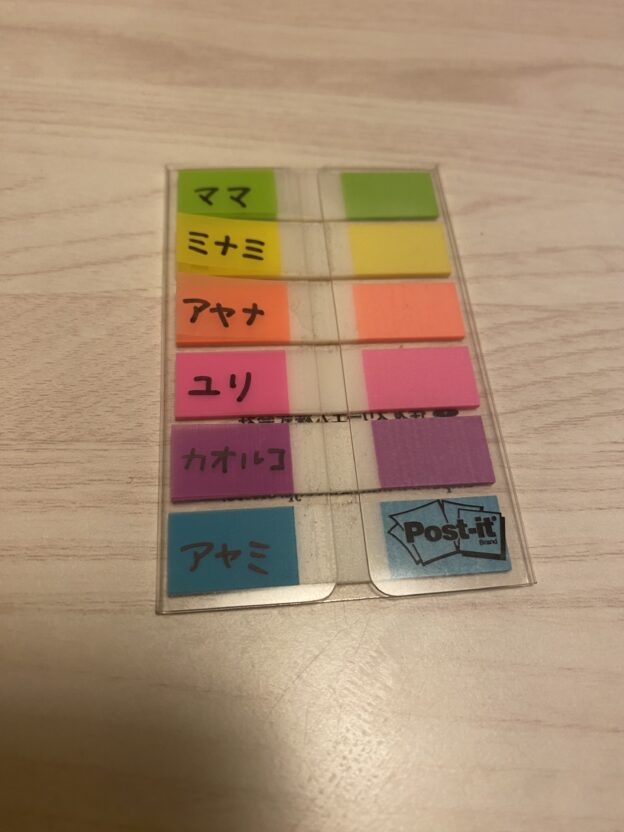 ママ
ミナミ
アヤナ
ユリ
カオルコ
アヤミ
Post-it®
Brand